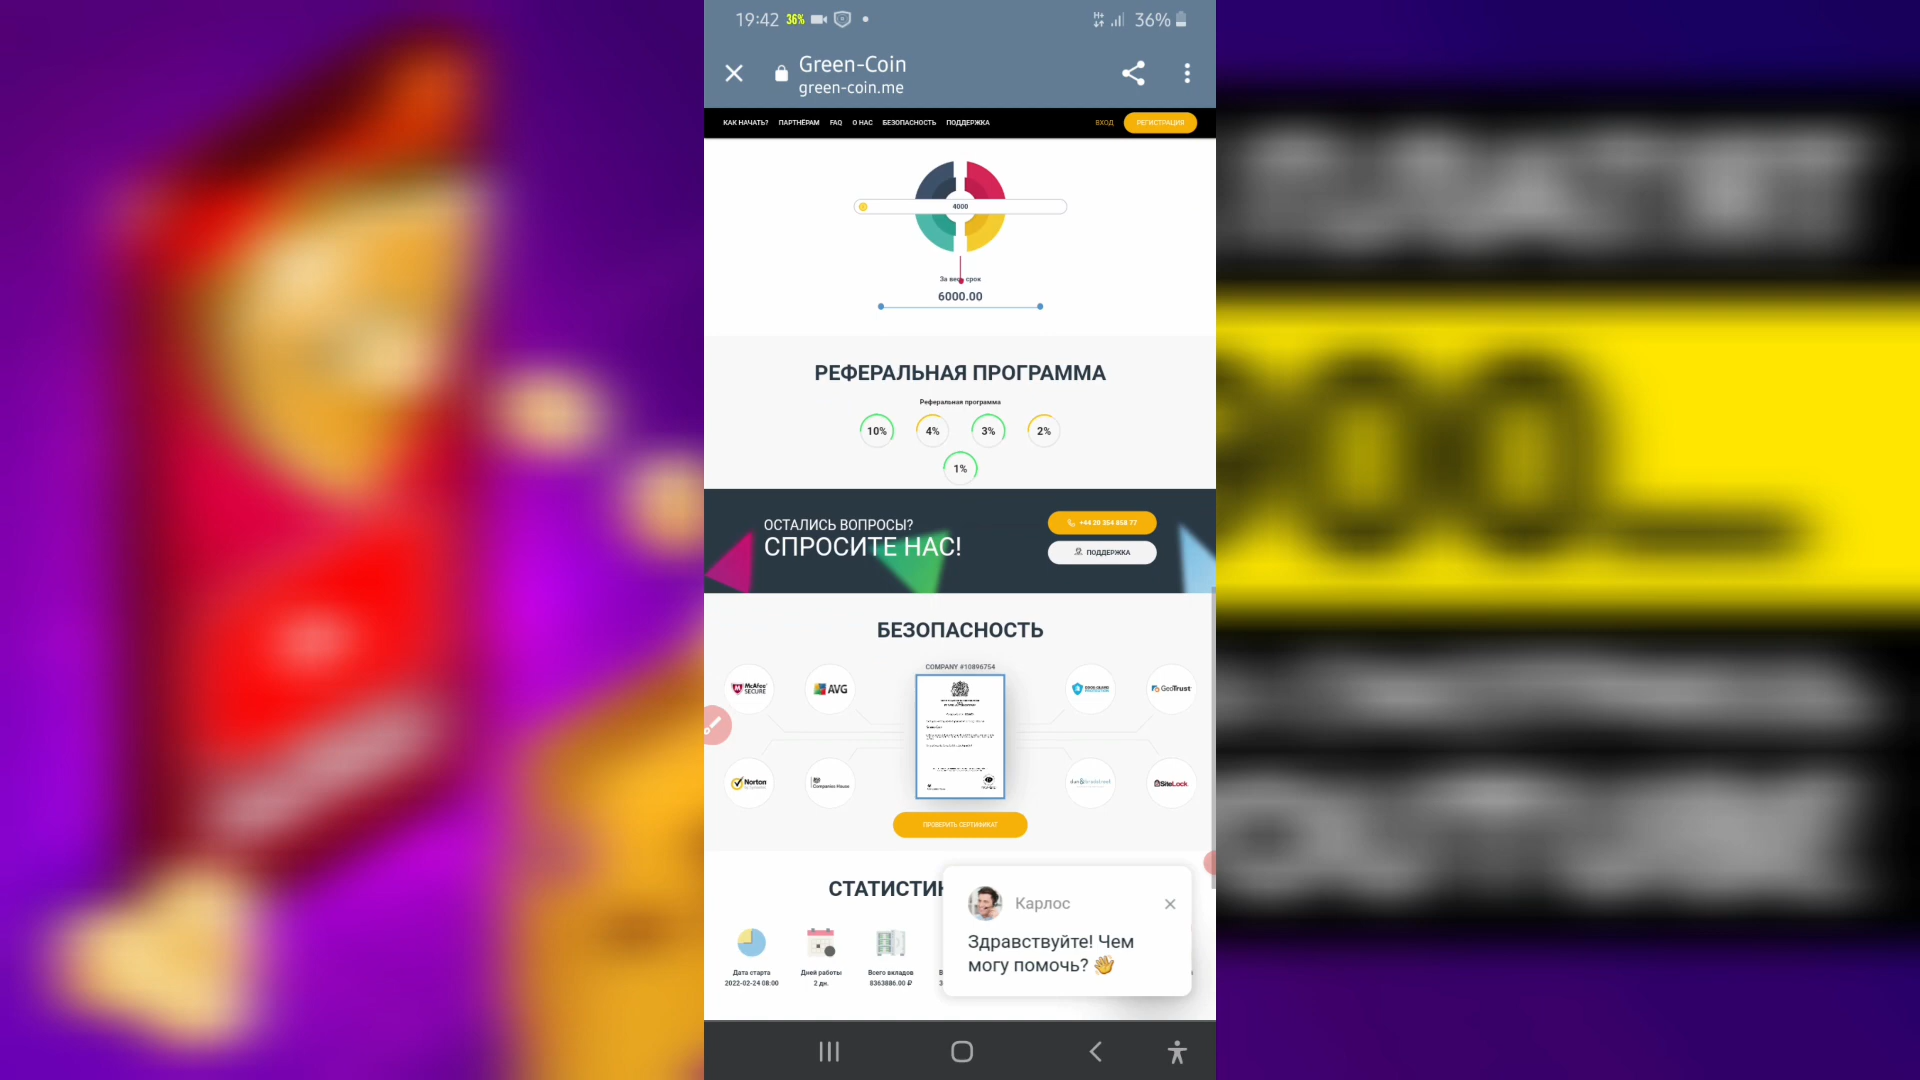 19:42 36% 36%
Green-Coin
green-coin.me
КАК НАЧАТЬ? ПАРТНЁРАМ FAQ О НАС БЕЗОПАСНОСТЬ ПОДДЕРЖКА ВХОД РЕГИСТРАЦИЯ
4000
За весь срок
6000.00
РЕФЕРАЛЬНАЯ ПРОГРАММА
Реферальная программа
10% 4% 3% 2%
1%
ОСТАЛИСЬ ВОПРОСЫ?
СПРОСИТЕ НАС!
+44 20 354 858 77
ПОДДЕРЖКА
БЕЗОПАСНОСТЬ
COMPANY #10896754
McAfee SECURE
AVG
GeoTrust
Norton
Companies House
SiteLock
ПРОВЕРИТЬ СЕРТИФИКАТ
СТАТИСТИК
Дата старта
2022-02-24 08:00
Дней работы
2 дн.
Всего вкладов
8363886.00 ₽
Карлос
Здравствуйте! Чем
могу помочь? 👋